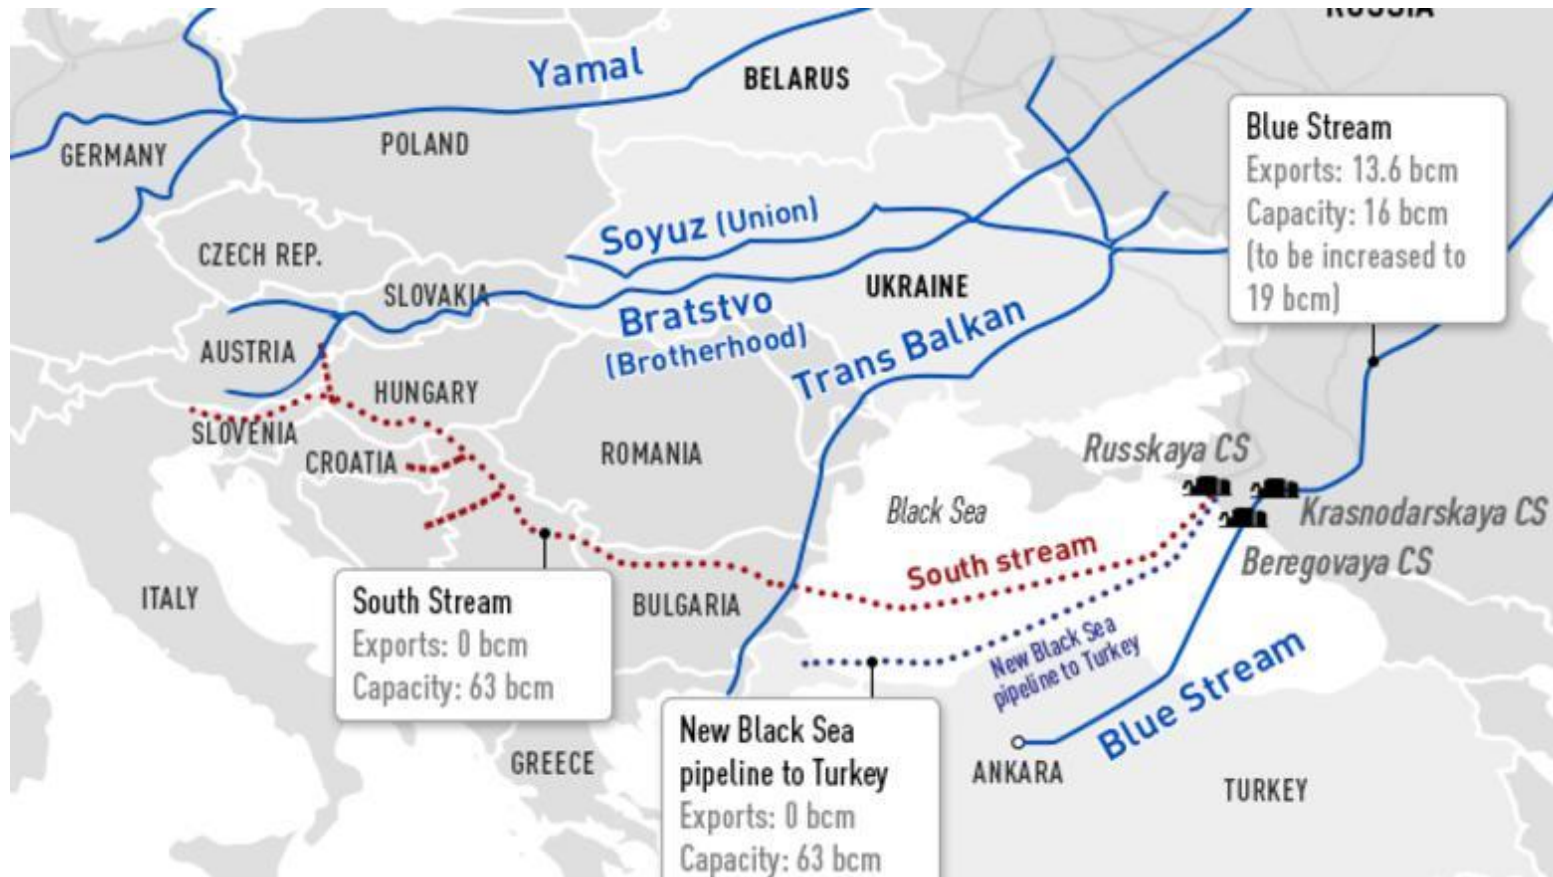 RUSSIA
Yamal
BELARUS
Blue Stream
Exports: 13.6 bcm
Capacity: 16 bcm
(to be increased to
19 bcm)
GERMANY
POLAND
Soyuz (Union)
CZECH REP.
SLOVAKIA
UKRAINE
Bratstvo
(Brotherhood)
Trans Balkan
AUSTRIA
HUNGARY
SLOVENIA
CROATIA
ROMANIA
Russkaya CS
Black Sea
Krasnodarskaya CS
South stream
Beregovaya CS
ITALY
South Stream
Exports: 0 bcm
Capacity: 63 bcm
BULGARIA
New Black Sea
pipeline to Turkey
Blue Stream
New Black Sea
pipeline to Turkey
Exports: 0 bcm
Capacity: 63 bcm
GREECE
ANKARA
TURKEY